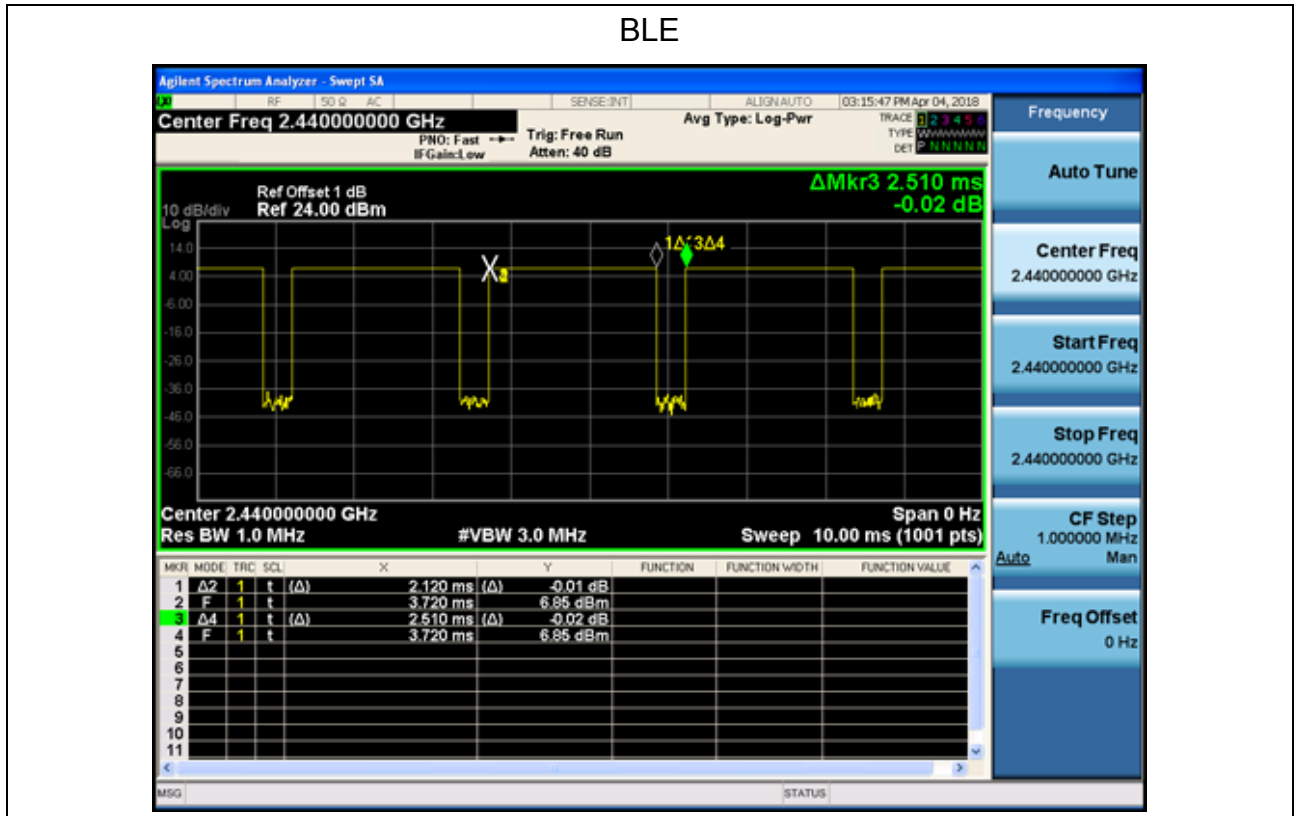 BLE
Agilent Spectrum Analyzer - Swept SA
RF 50 Ω AC SENSE:INT ALIGN AUTO 03:15:47 PM Apr 04, 2018
Center Freq 2.440000000 GHz
PNO: Fast
IFGain:Low
Trig: Free Run
Atten: 40 dB
Avg Type: Log-Pwr
TRACE 1 2 3 4 5 6
TYPE WWWWWW
DET P N N N N N
Frequency
Auto Tune
Center Freq
2.440000000 GHz
Start Freq
2.440000000 GHz
Stop Freq
2.440000000 GHz
CF Step
1.000000 MHz
Auto Man
Freq Offset
0 Hz
ΔMkr3 2.510 ms
-0.02 dB
Ref Offset 1 dB
10 dB/div Ref 24.00 dBm
Log
14.0
4.00
-6.00
-16.0
-26.0
-36.0
-46.0
-56.0
-66.0
3Δ4
Center 2.440000000 GHz Span 0 Hz
Res BW 1.0 MHz #VBW 3.0 MHz Sweep 10.00 ms (1001 pts)
MKR MODE TRC SCL X Y FUNCTION FUNCTION WIDTH FUNCTION VALUE
1 Δ2 1 t (Δ) 2.120 ms (Δ) -0.01 dB
2 F 1 t 3.720 ms 6.85 dBm
3 Δ4 1 t (Δ) 2.510 ms (Δ) -0.02 dB
4 F 1 t 3.720 ms 6.85 dBm
5
6
7
8
9
10
11
MSG STATUS